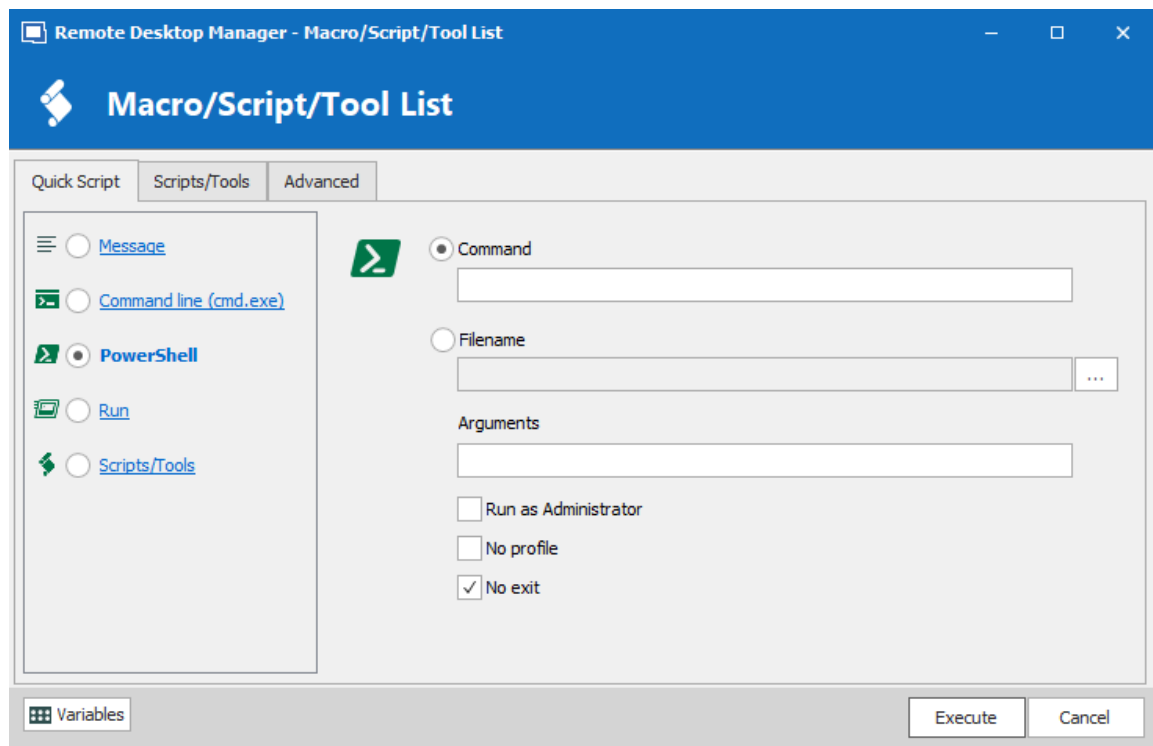 Remote Desktop Manager - Macro/Script/Tool List
Macro/Script/Tool List
Quick Script
Scripts/Tools
Advanced
Message
Command line (cmd.exe)
PowerShell
Run
Scripts/Tools
Command
Filename
...
Arguments
Run as Administrator
No profile
No exit
Variables
Execute
Cancel